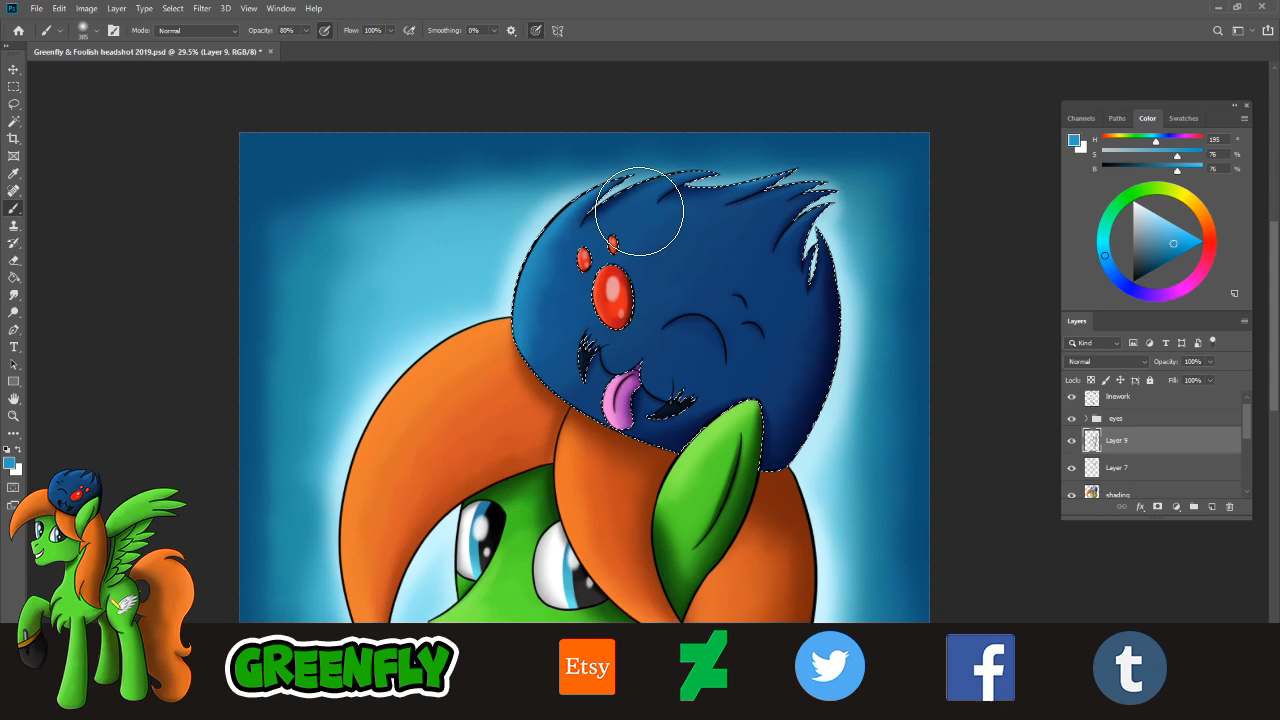 Ps File Edit Image Layer Type Select Filter 3D View Window Help
385 Mode: Normal Opacity: 80% Flow: 100% Smoothing: 0%
Greenfly & Foolish headshot 2019.psd @ 29.5% (Layer 9, RGB/8) *
Channels Paths Color Swatches
H 195 °
S 76 %
B 76 %
Layers
Kind
Normal Opacity: 100%
Lock: Fill: 100%
linework
eyes
Layer 9
Layer 7
shading
GREENFLY Etsy